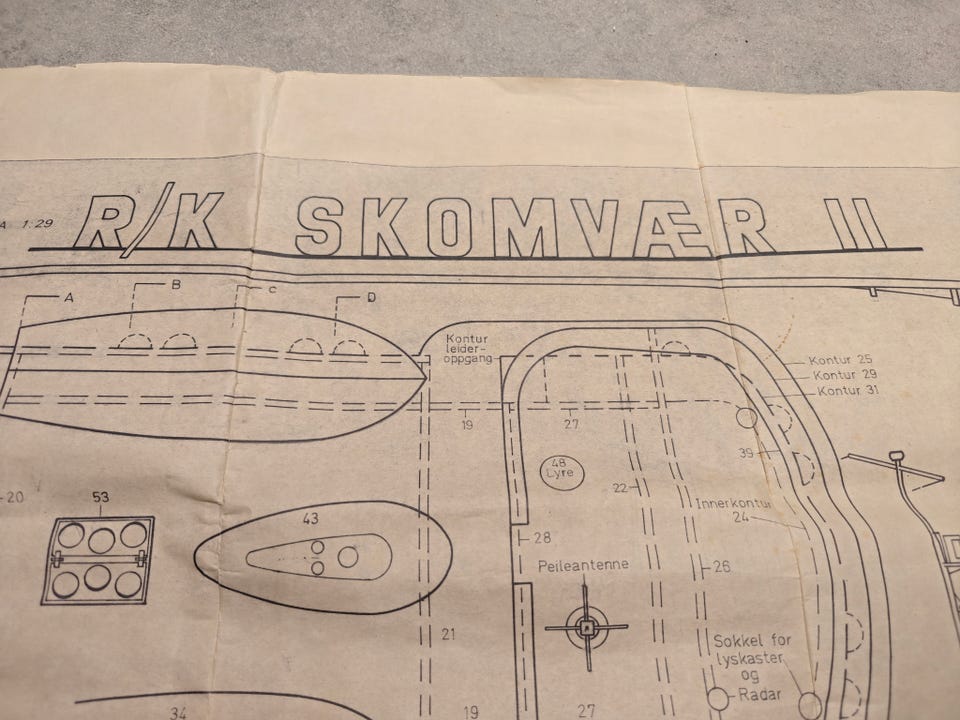 A 1:29
R/K SKOMVÆR II
A
B
C
D
Kontur
leider-
oppgang
Kontur 25
Kontur 29
Kontur 31
19
27
39
48
Lyre
22
20
53
43
Innerkontur
24
28
26
Peileantenne
21
Sokkel for
lyskaster
og
Radar
34
19
27